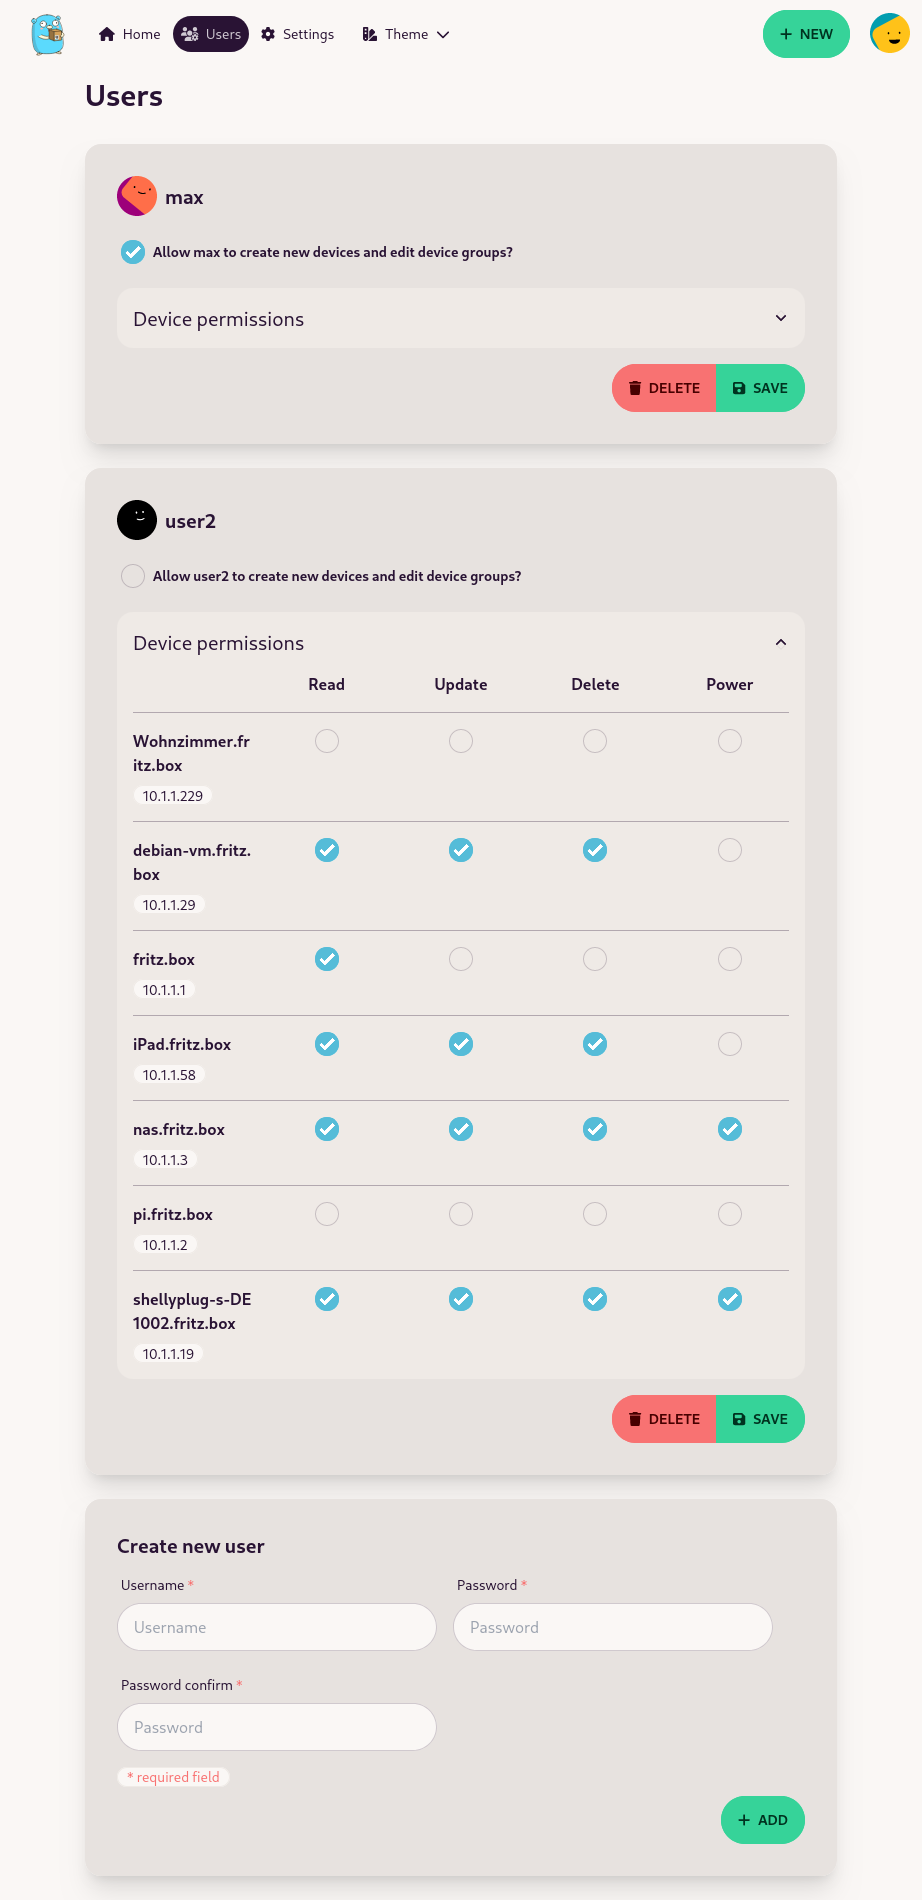 Home Users Settings Theme NEW
Users
max
Allow max to create new devices and edit device groups?
Device permissions
DELETE SAVE
user2
Allow user2 to create new devices and edit device groups?
Device permissions
Read Update Delete Power
Wohnzimmer.fr
itz.box
10.1.1.229
debian-vm.fritz.
box
10.1.1.29
fritz.box
10.1.1.1
iPad.fritz.box
10.1.1.58
nas.fritz.box
10.1.1.3
pi.fritz.box
10.1.1.2
shellyplug-s-DE
1002.fritz.box
10.1.1.19
DELETE SAVE
Create new user
Username * Password *
Username Password
Password confirm *
Password
* required field
ADD